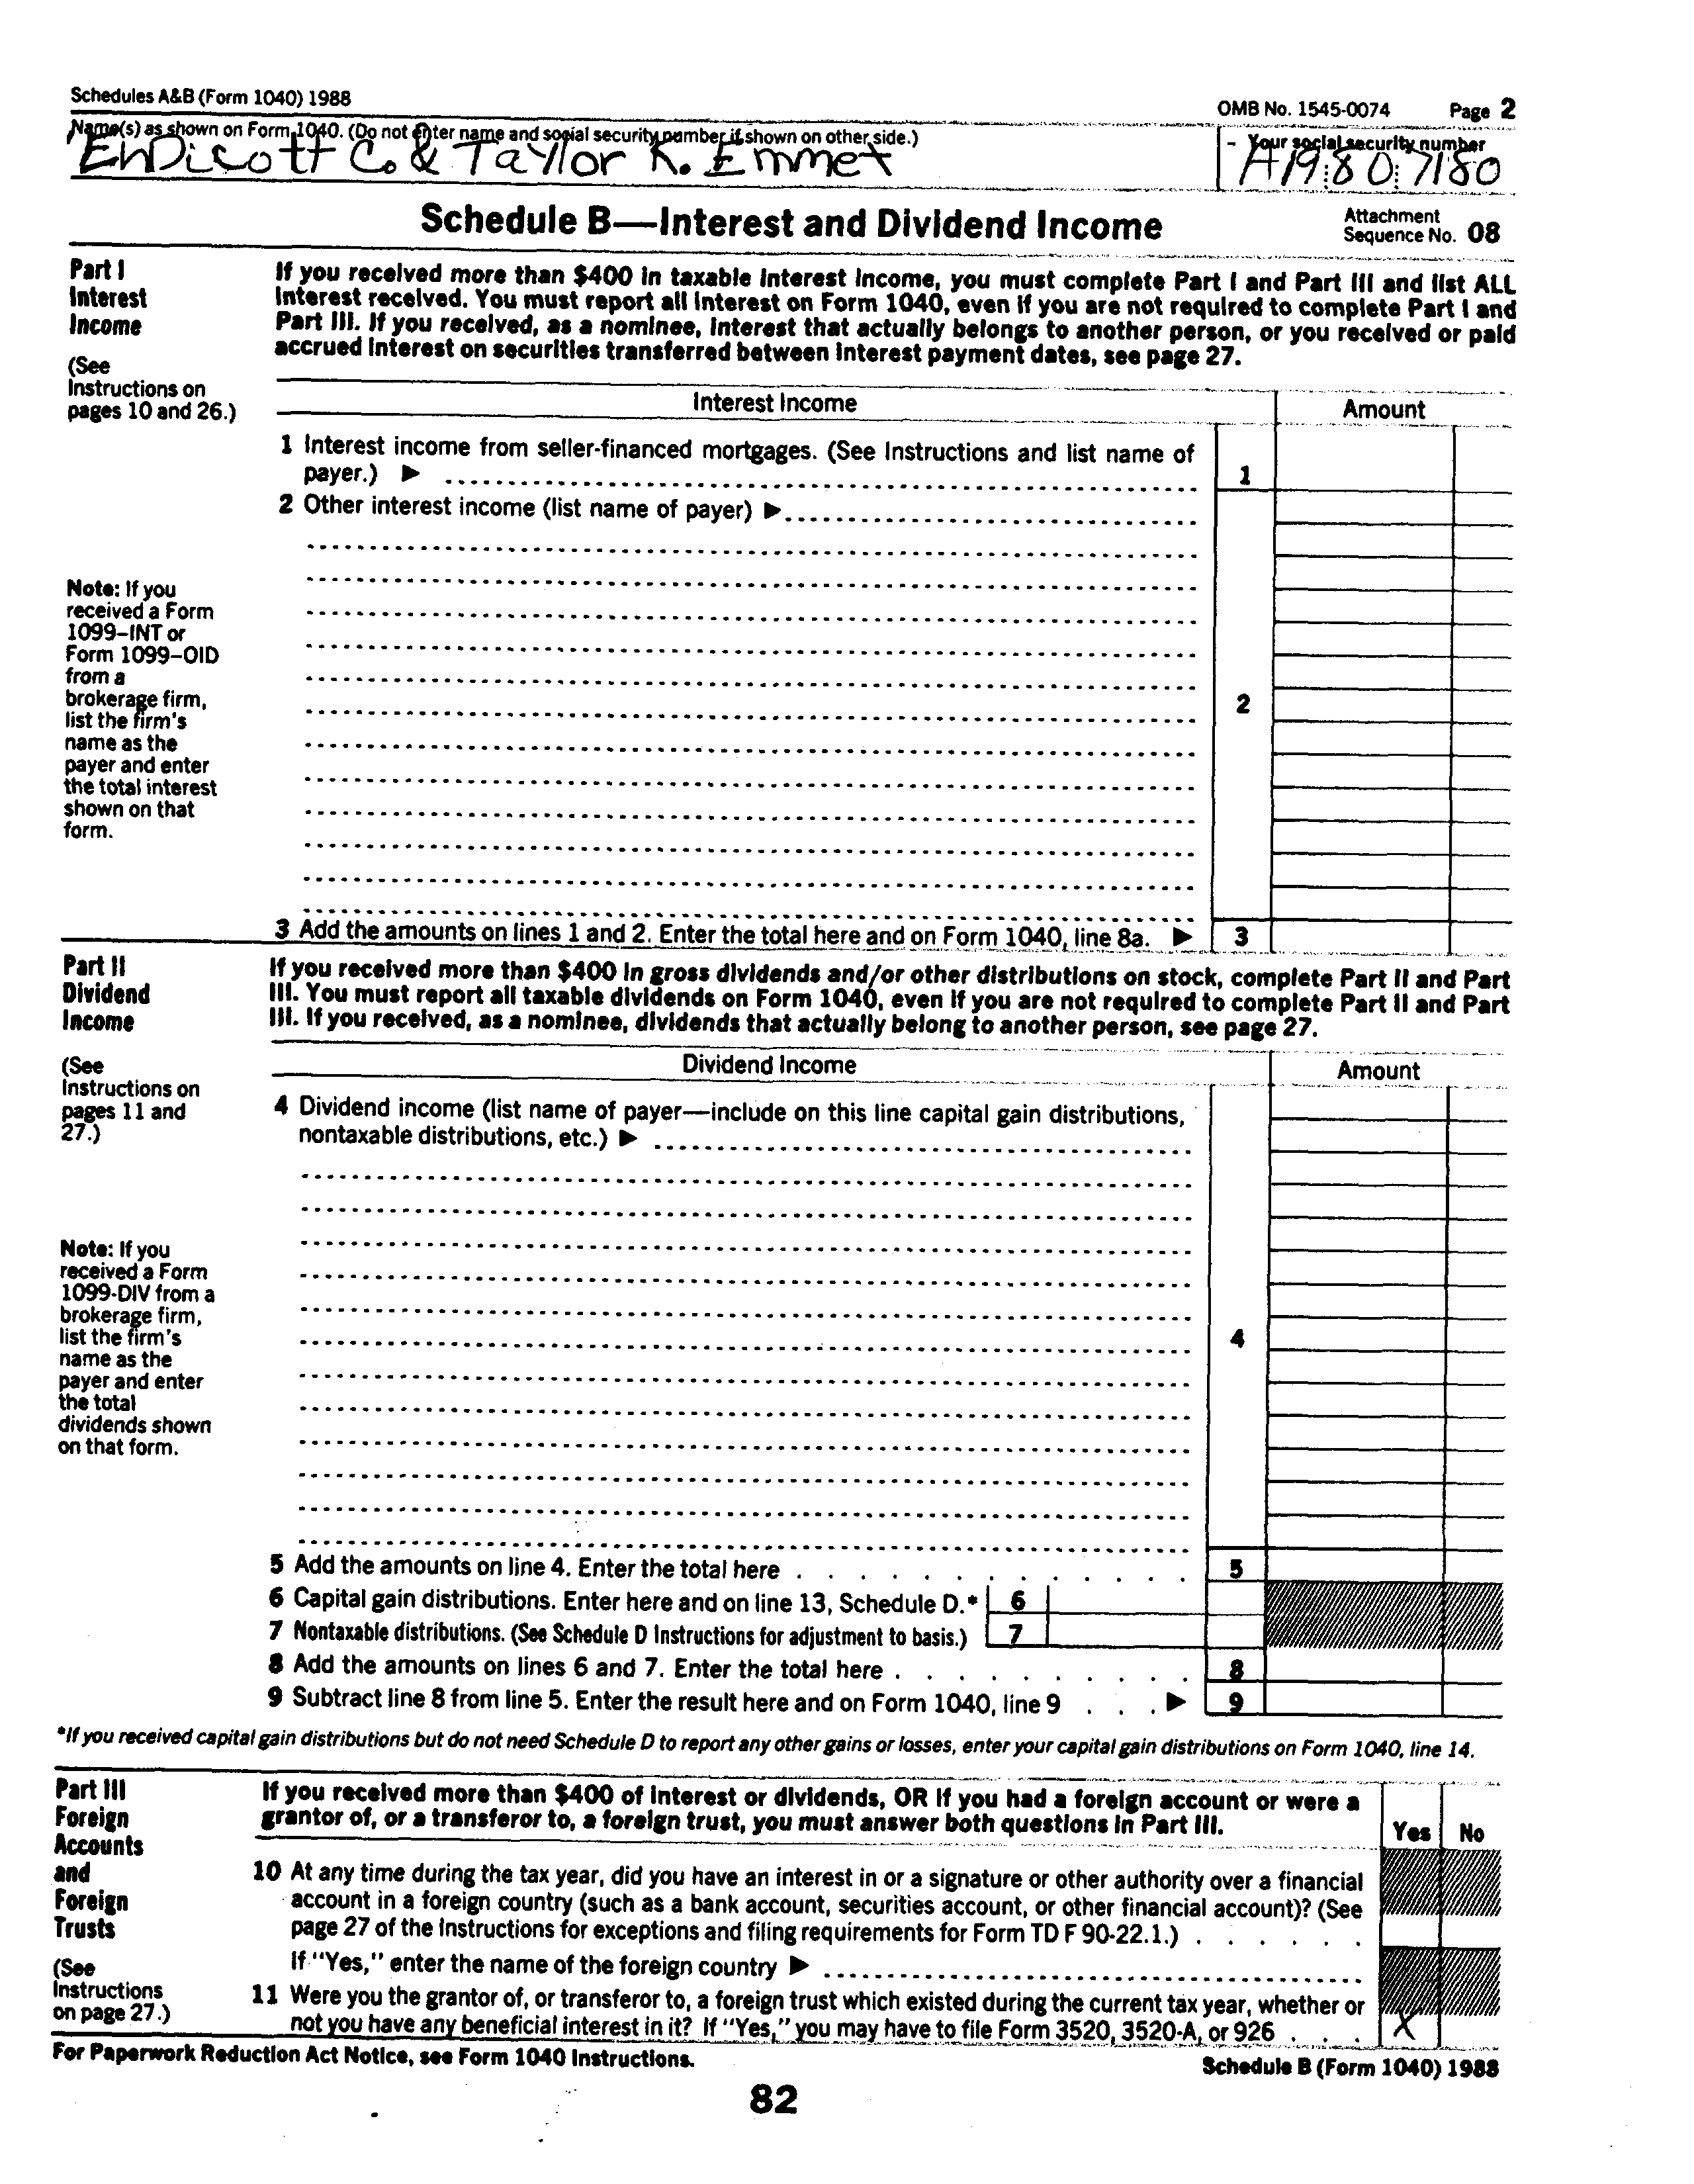 Schedules A&B (Form 1040) 1988
OMB No. 1545-0074 Page 2
Name(s) as shown on Form 1040. (Do not enter name and social security number if shown on other side.)
Your social security number
EnDicott C. & Taylor K. Emmet
419:80:7180
Schedule B—Interest and Dividend Income
Attachment
Sequence No. 08
Part I
Interest
Income
(See
Instructions on
pages 10 and 26.)
If you received more than $400 in taxable interest income, you must complete Part I and Part III and list ALL
interest received. You must report all interest on Form 1040, even if you are not required to complete Part I and
Part III. If you received, as a nominee, interest that actually belongs to another person, or you received or paid
accrued interest on securities transferred between interest payment dates, see page 27.
Interest Income
Amount
1 Interest income from seller-financed mortgages. (See Instructions and list name of
payer.) ▶
1
2 Other interest income (list name of payer) ▶
Note: If you
received a Form
1099–INT or
Form 1099–OID
from a
brokerage firm,
list the firm's
name as the
payer and enter
the total interest
shown on that
form.
2
3 Add the amounts on lines 1 and 2. Enter the total here and on Form 1040, line 8a. ▶ 3
Part II
Dividend
Income
(See
Instructions on
pages 11 and
27.)
If you received more than $400 in gross dividends and/or other distributions on stock, complete Part II and Part
III. You must report all taxable dividends on Form 1040, even if you are not required to complete Part II and Part
III. If you received, as a nominee, dividends that actually belong to another person, see page 27.
Dividend Income
Amount
4 Dividend income (list name of payer—include on this line capital gain distributions,
nontaxable distributions, etc.) ▶
Note: If you
received a Form
1099-DIV from a
brokerage firm,
list the firm's
name as the
payer and enter
the total
dividends shown
on that form.
4
5 Add the amounts on line 4. Enter the total here . . . . . . . . . . . . . 5
6 Capital gain distributions. Enter here and on line 13, Schedule D.* 6
7 Nontaxable distributions. (See Schedule D Instructions for adjustment to basis.) 7
8 Add the amounts on lines 6 and 7. Enter the total here . . . . . . . . . . 8
9 Subtract line 8 from line 5. Enter the result here and on Form 1040, line 9 . . . ▶ 9
*If you received capital gain distributions but do not need Schedule D to report any other gains or losses, enter your capital gain distributions on Form 1040, line 14.
Part III
Foreign
Accounts
and
Foreign
Trusts
(See
Instructions
on page 27.)
If you received more than $400 of interest or dividends, OR if you had a foreign account or were a
grantor of, or a transferor to, a foreign trust, you must answer both questions in Part III.
Yes No
10 At any time during the tax year, did you have an interest in or a signature or other authority over a financial
account in a foreign country (such as a bank account, securities account, or other financial account)? (See
page 27 of the Instructions for exceptions and filing requirements for Form TD F 90-22.1.) . . . . . .
If "Yes," enter the name of the foreign country ▶
11 Were you the grantor of, or transferor to, a foreign trust which existed during the current tax year, whether or
not you have any beneficial interest in it? If "Yes," you may have to file Form 3520, 3520-A, or 926 . . . X
For Paperwork Reduction Act Notice, see Form 1040 Instructions.
Schedule B (Form 1040) 1988
82